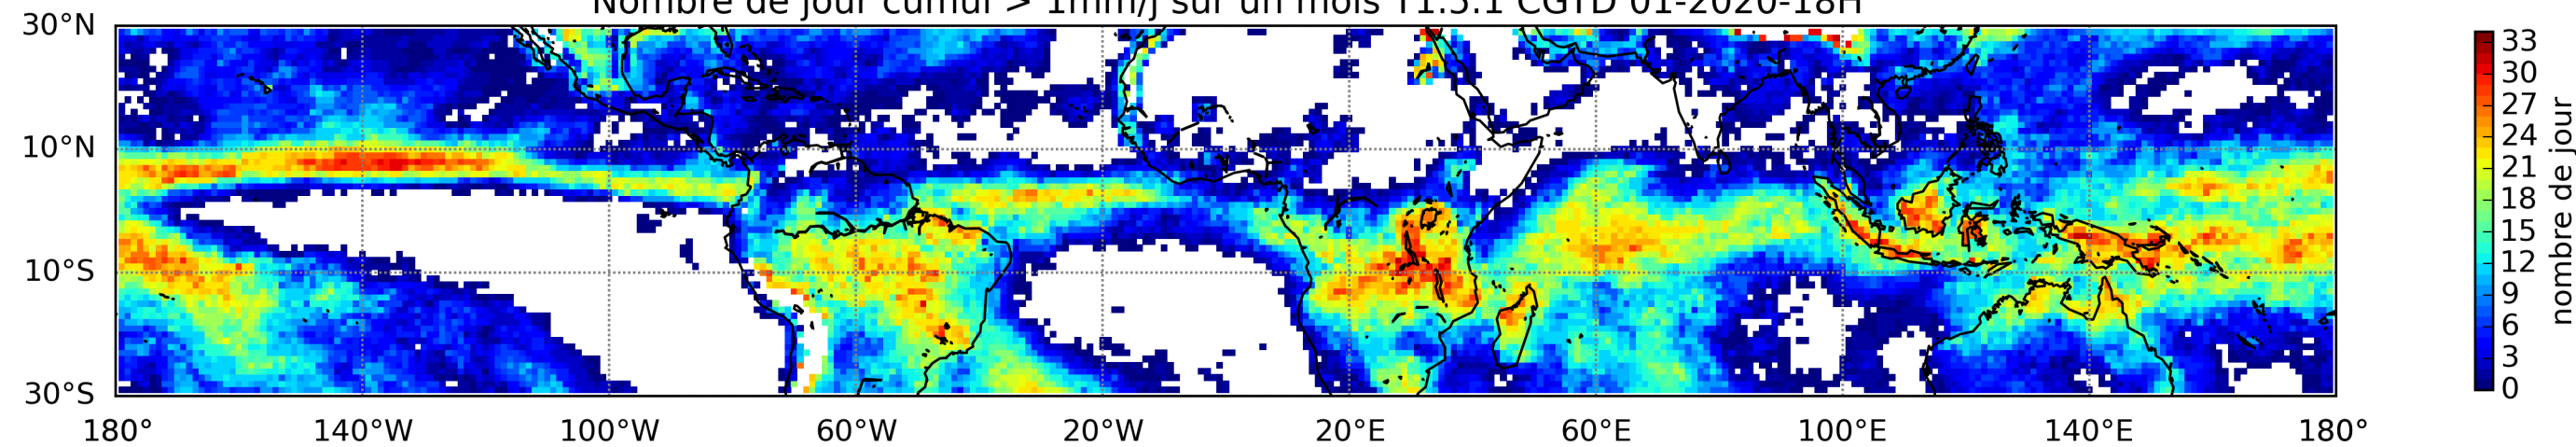 Nombre de jour cumul > 1mm/j sur un mois T1.5.1 CGTD 01-2020-18H
30°N
10°N
10°S
30°S
180° 140°W 100°W 60°W 20°W 20°E 60°E 100°E 140°E 180°
33
30
27
24
21
18
15
12
9
6
3
0
nombre de jour